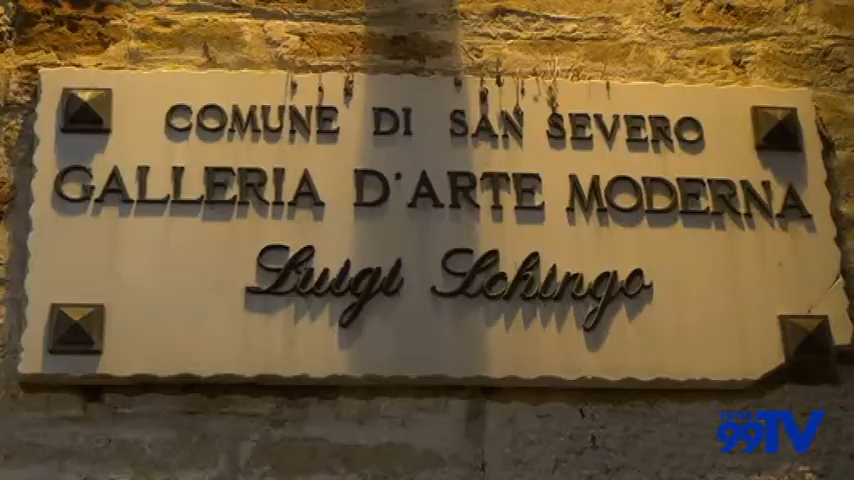 COMUNE DI SAN SEVERO
GALLERIA D'ARTE MODERNA
Luigi Schingo
99TV